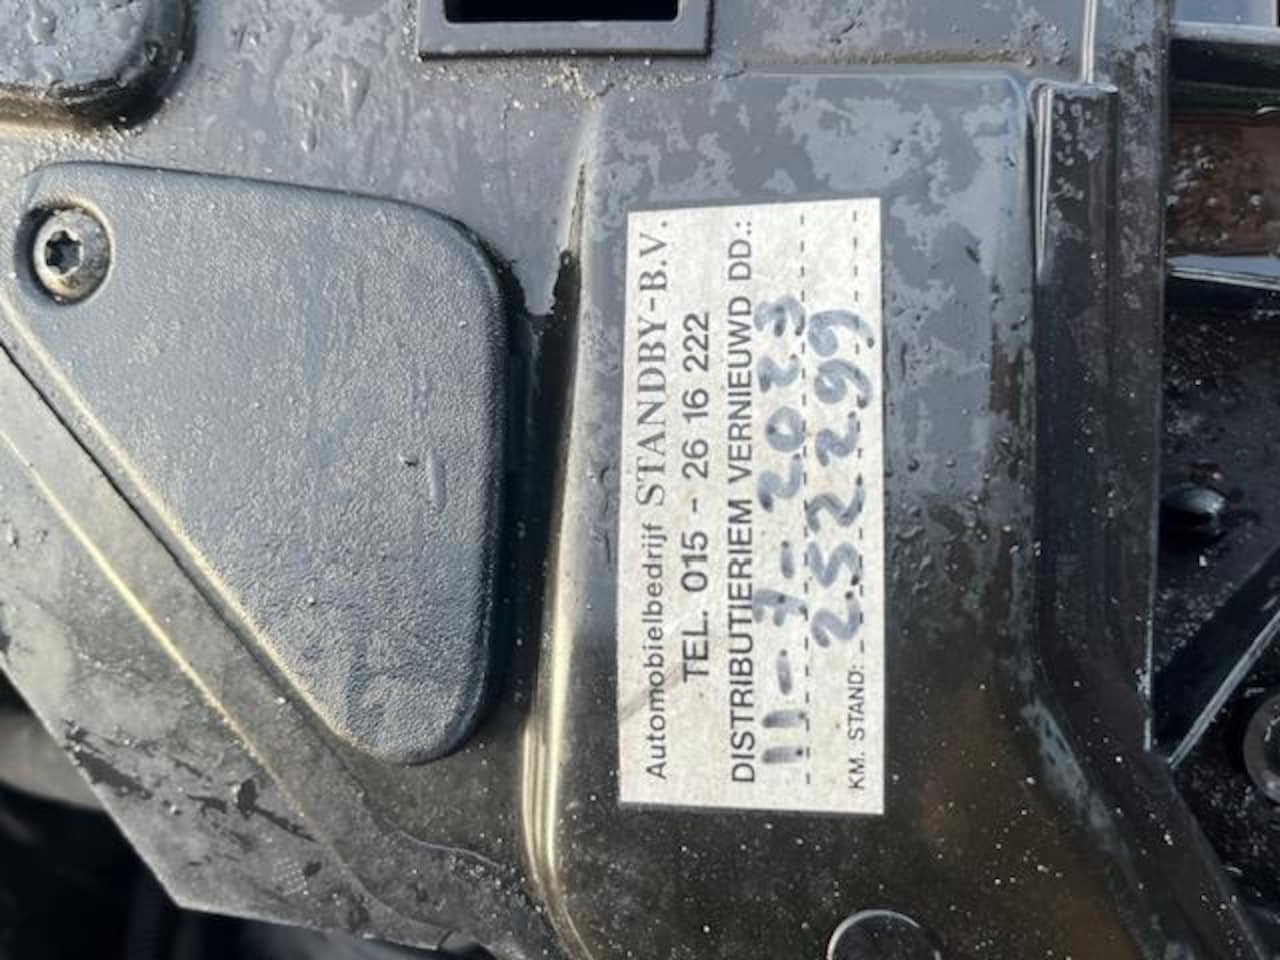 Automobielbedrijf STANDBY-B.V.
TEL. 015 - 26 16 222
DISTRIBUTIERIEM VERNIEUWD DD.:
11-7-2023
KM. STAND: 252299